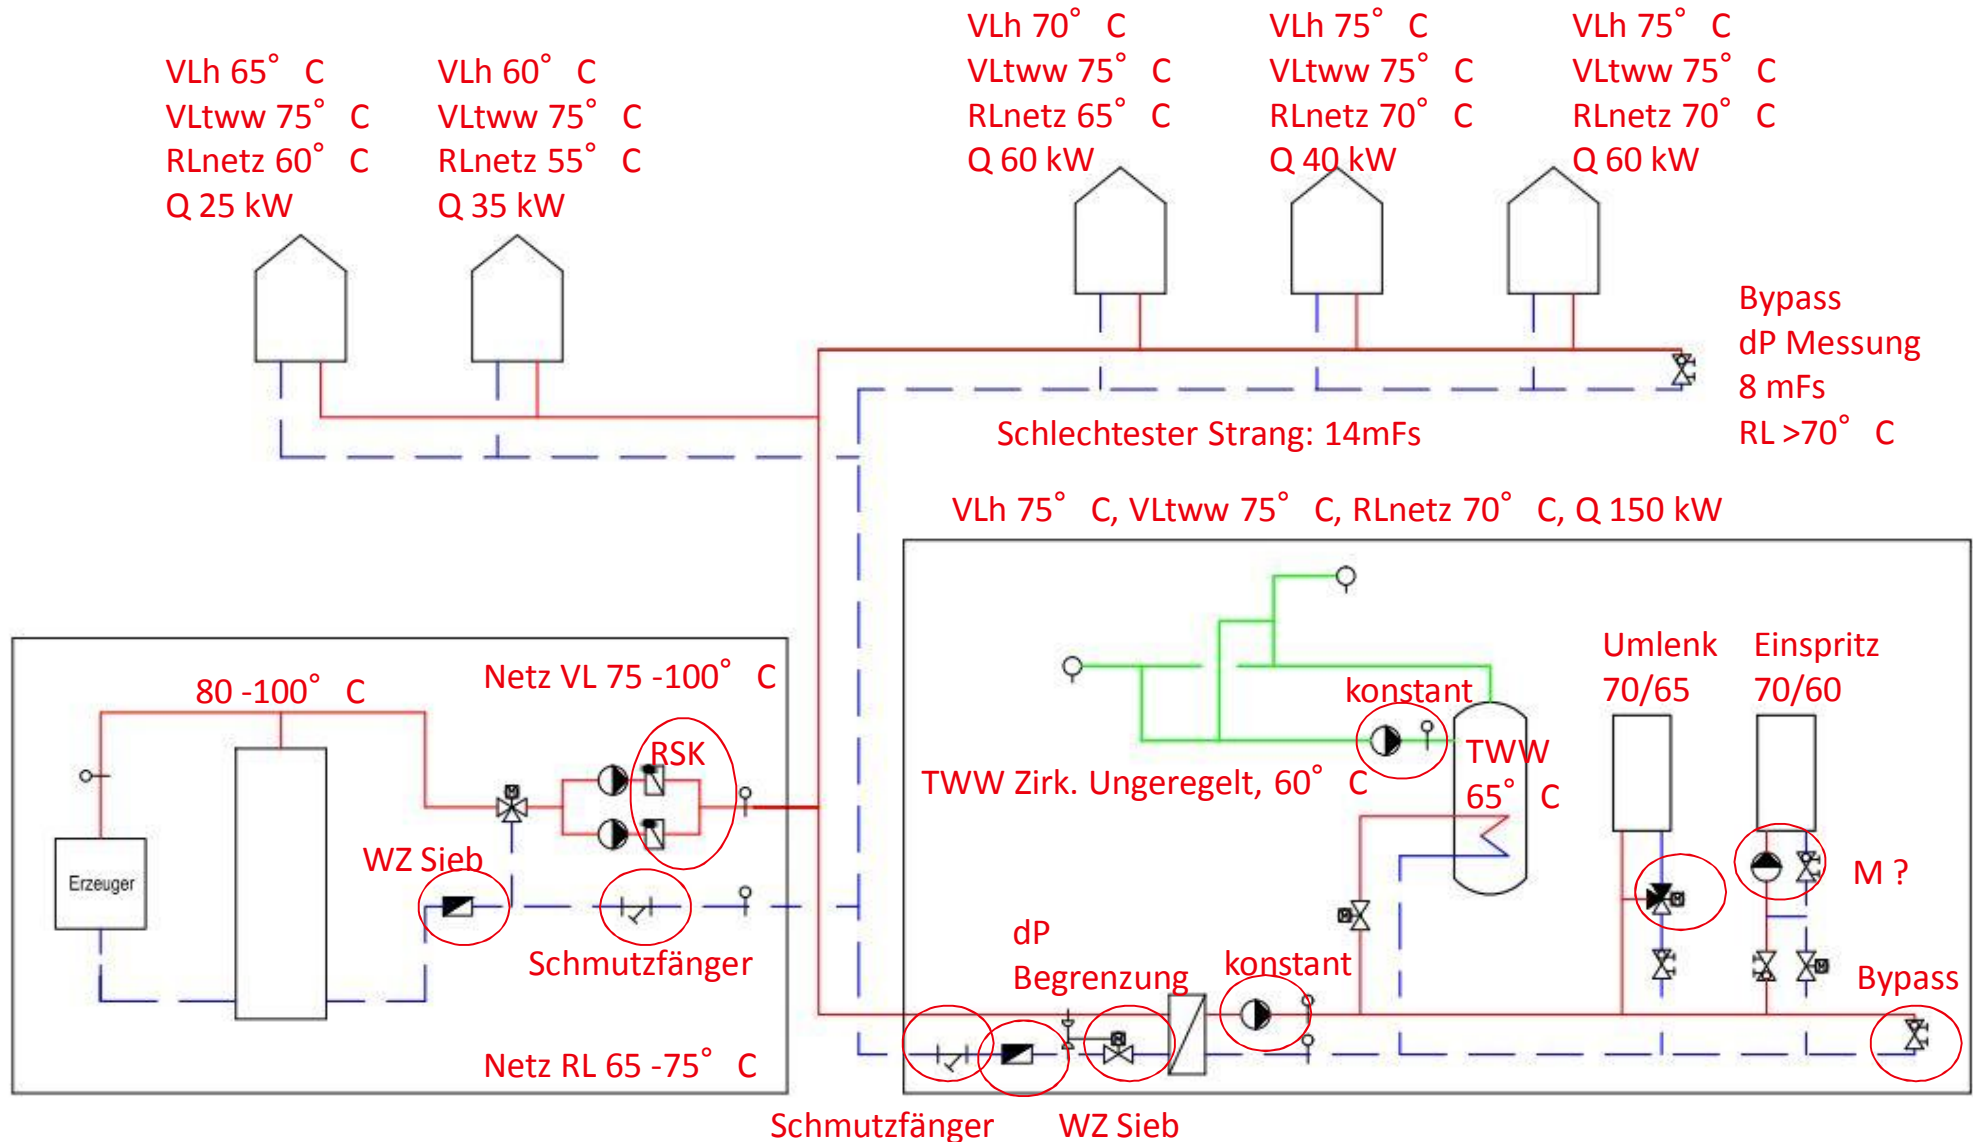 VLh 65° C
VLtww 75° C
RLnetz 60° C
Q 25 kW
VLh 60° C
VLtww 75° C
RLnetz 55° C
Q 35 kW
VLh 70° C
VLtww 75° C
RLnetz 65° C
Q 60 kW
VLh 75° C
VLtww 75° C
RLnetz 70° C
Q 40 kW
VLh 75° C
VLtww 75° C
RLnetz 70° C
Q 60 kW
Bypass
dP Messung
8 mFs
RL >70° C
Schlechtester Strang: 14mFs
VLh 75° C, VLtww 75° C, RLnetz 70° C, Q 150 kW
80 -100° C
Netz VL 75 -100° C
RSK
M
WZ Sieb
Erzeuger
Schmutzfänger
Netz RL 65 -75° C
konstant
TWW Zirk. Ungeregelt, 60° C
TWW
65° C
Umlenk
70/65
Einspritz
70/60
M ?
M
M
M
dP
Begrenzung
M
konstant
Bypass
Schmutzfänger
WZ Sieb